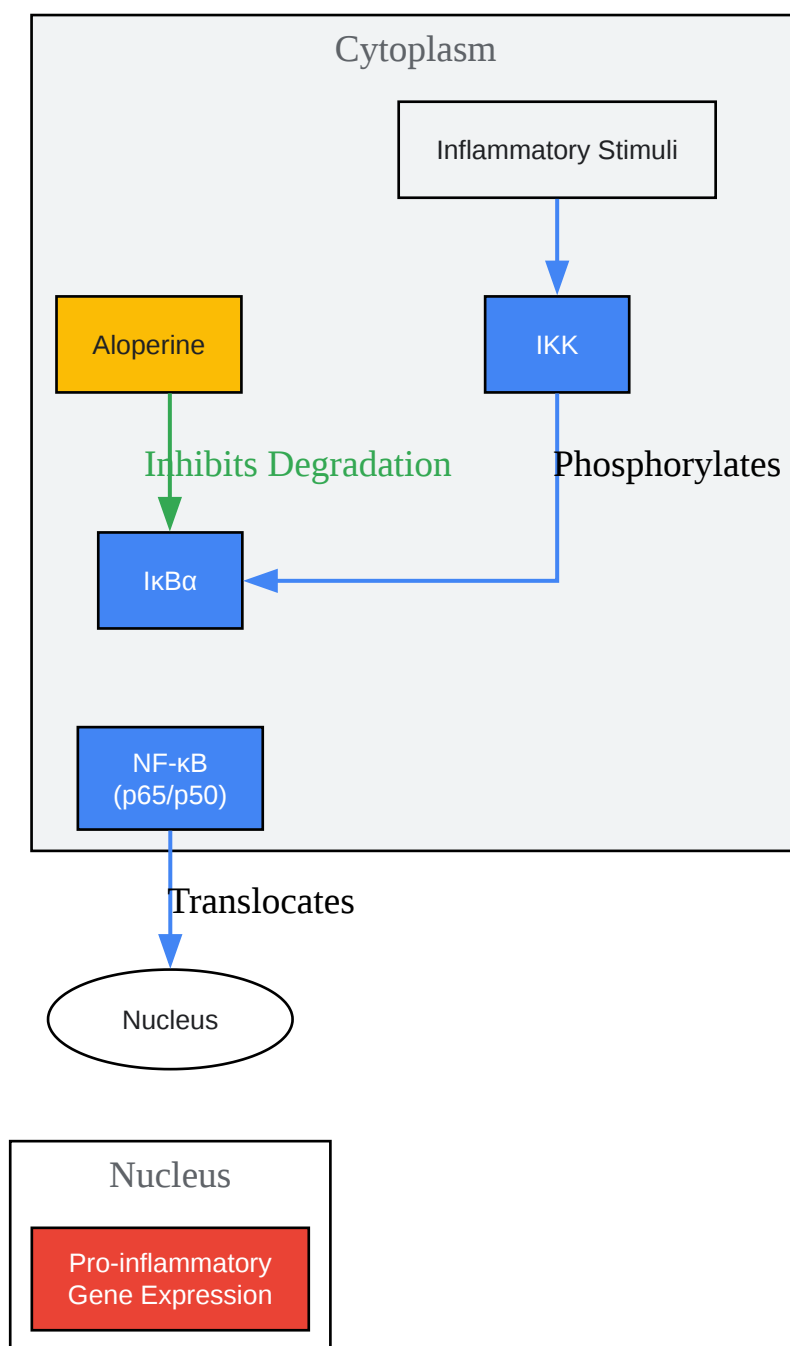 Cytoplasm
Inflammatory Stimuli
Aloperine
IKK
Inhibits Degradation
Phosphorylates
IκBα
NF-κB
(p65/p50)
Translocates
Nucleus
Nucleus
Pro-inflammatory
Gene Expression